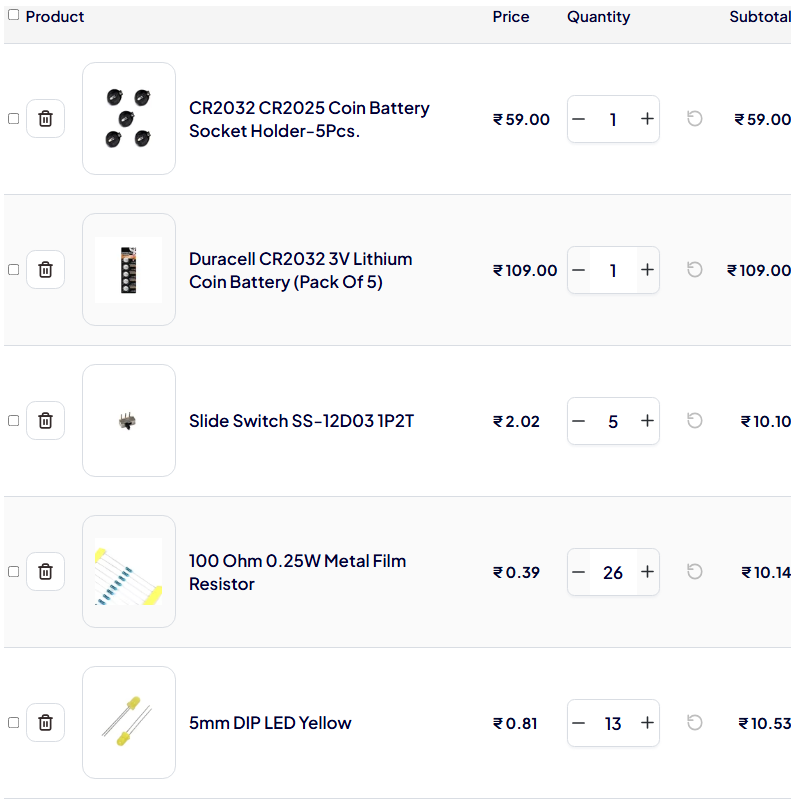 Product Price Quantity Subtotal
CR2032 CR2025 Coin Battery
Socket Holder-5Pcs.
₹ 59.00 − 1 + ₹ 59.00
Duracell CR2032 3V Lithium
Coin Battery (Pack Of 5)
₹ 109.00 − 1 + ₹ 109.00
Slide Switch SS-12D03 1P2T ₹ 2.02 − 5 + ₹ 10.10
100 Ohm 0.25W Metal Film
Resistor
₹ 0.39 − 26 + ₹ 10.14
5mm DIP LED Yellow ₹ 0.81 − 13 + ₹ 10.53